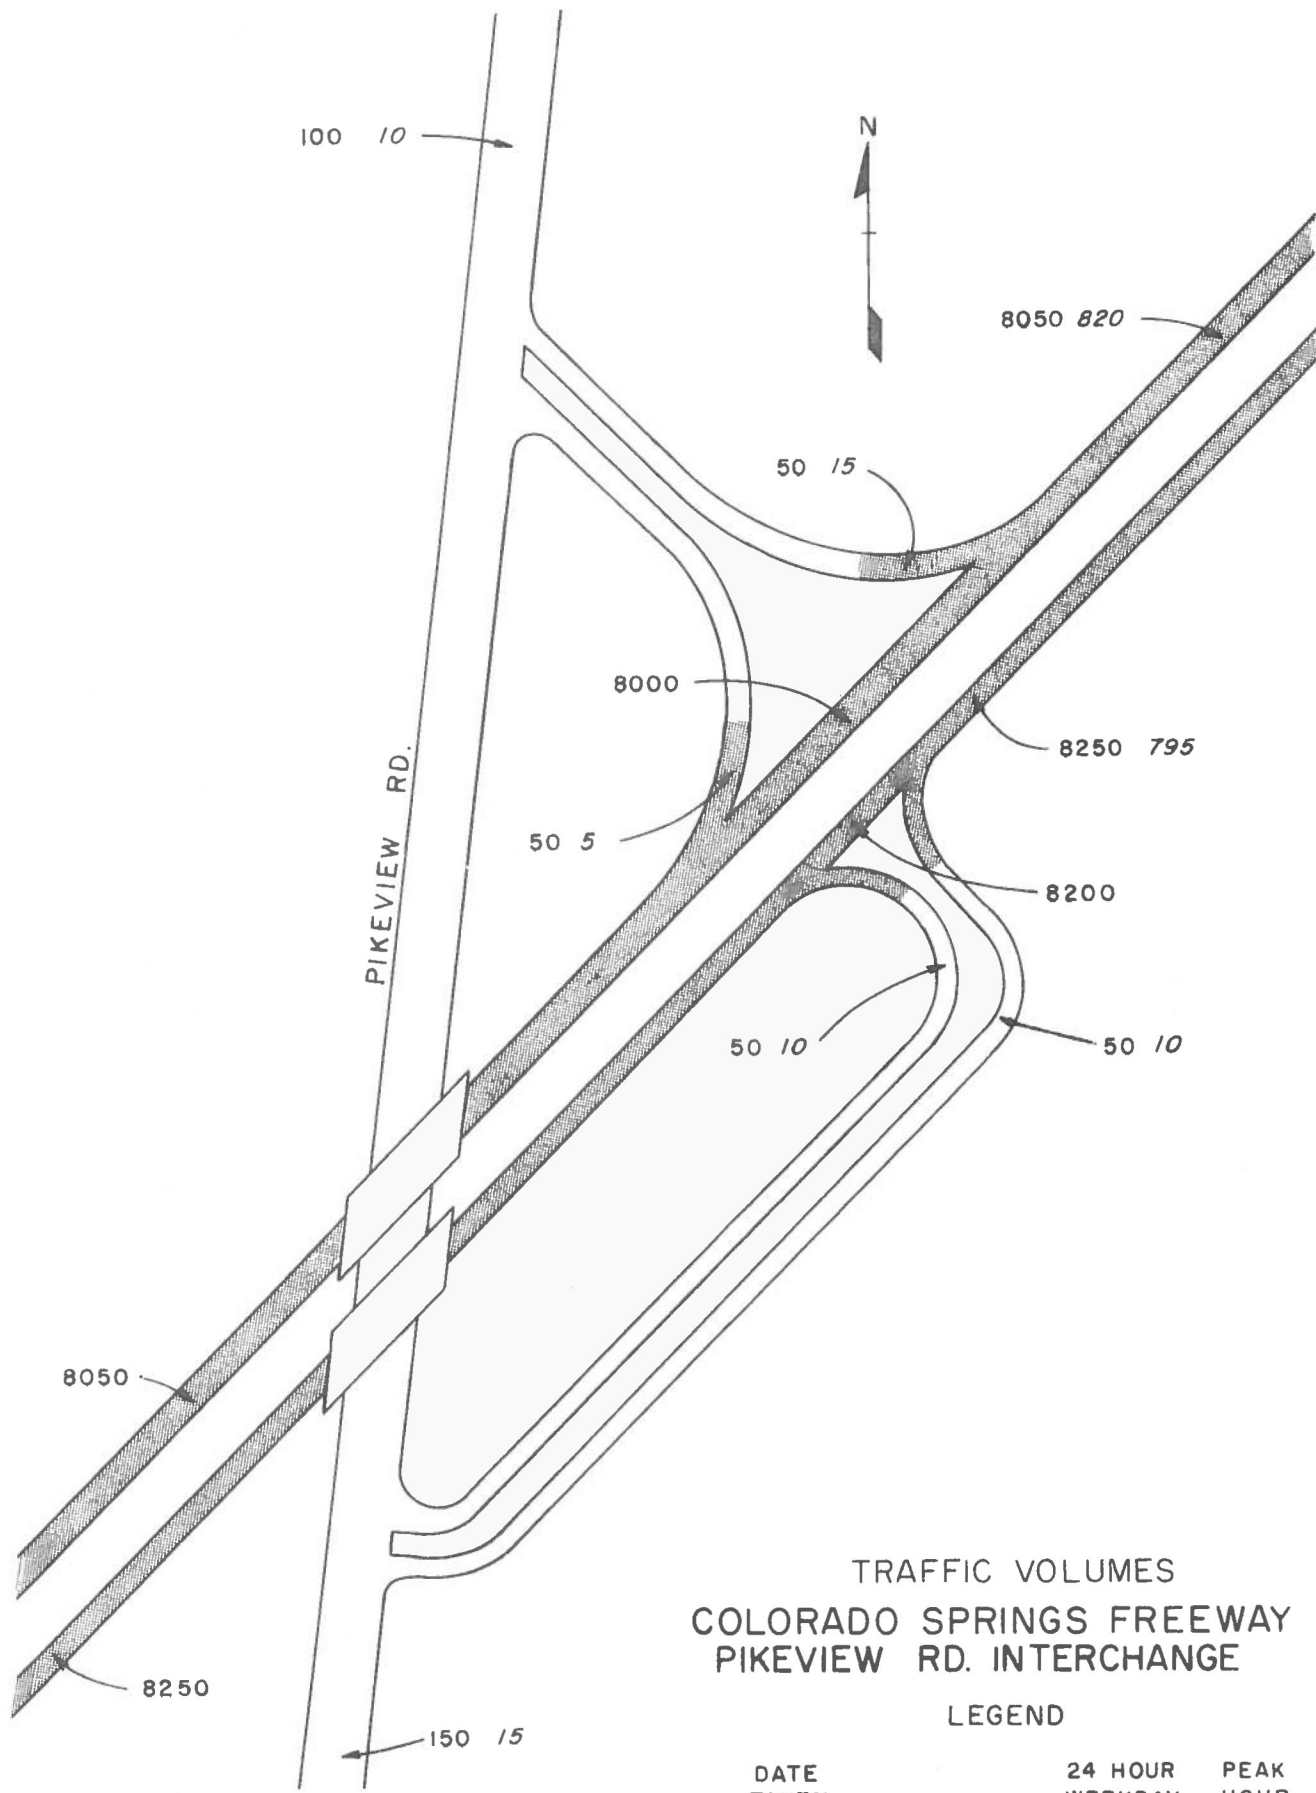 100 10
N
8050 820
50 15
8000
8250 795
50 5
8200
PIKEVIEW RD.
50 10
50 10
8050
8250
150 15
TRAFFIC VOLUMES
COLORADO SPRINGS FREEWAY
PIKEVIEW RD. INTERCHANGE
LEGEND
DATE 24 HOUR PEAK